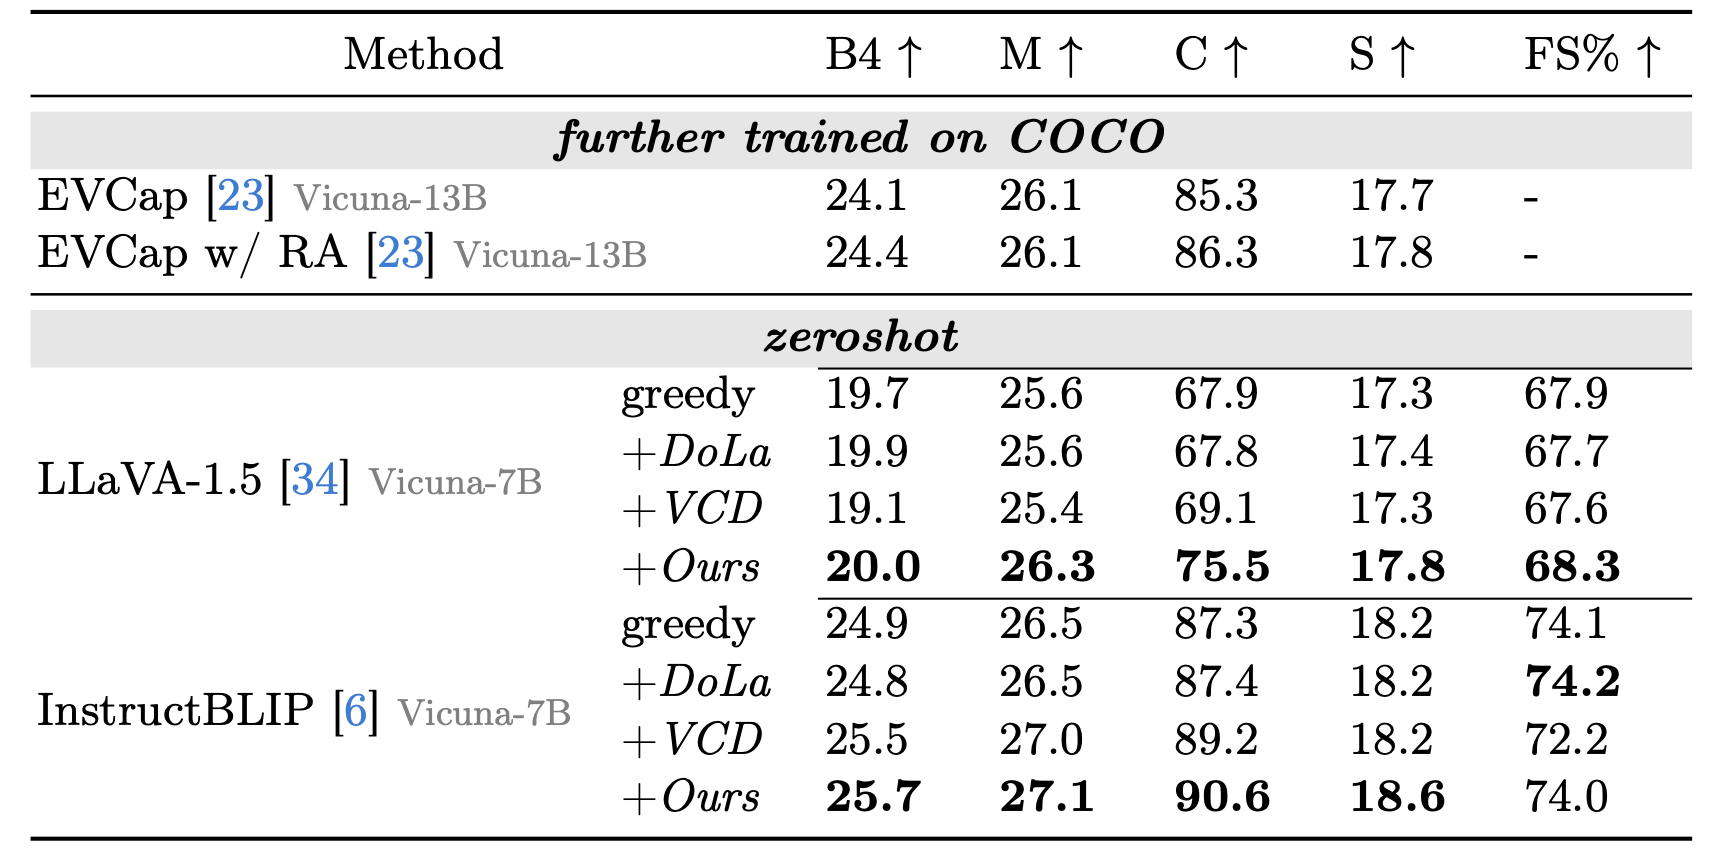 Method B4 ↑ M ↑ C ↑ S ↑ FS% ↑
further trained on COCO
EVCap [23] Vicuna-13B 24.1 26.1 85.3 17.7 -
EVCap w/ RA [23] Vicuna-13B 24.4 26.1 86.3 17.8 -
zeroshot
greedy 19.7 25.6 67.9 17.3 67.9
+DoLa 19.9 25.6 67.8 17.4 67.7
LLaVA-1.5 [34] Vicuna-7B
+VCD 19.1 25.4 69.1 17.3 67.6
+Ours 20.0 26.3 75.5 17.8 68.3
greedy 24.9 26.5 87.3 18.2 74.1
+DoLa 24.8 26.5 87.4 18.2 74.2
InstructBLIP [6] Vicuna-7B
+VCD 25.5 27.0 89.2 18.2 72.2
+Ours 25.7 27.1 90.6 18.6 74.0